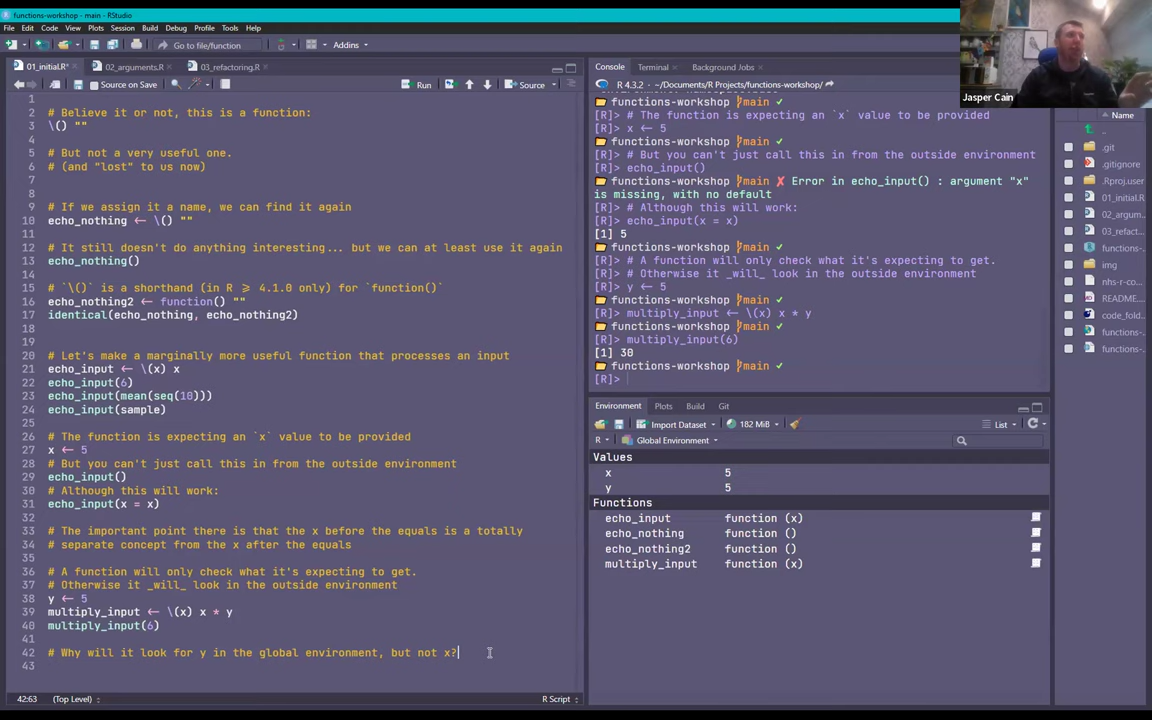 functions-workshop - main - RStudio
File Edit Code View Plots Session Build Debug Profile Tools Help
Go to file/function Addins
01_initial.R* 02_arguments.R 03_refactoring.R
Source on Save Run Source
1
2 # Believe it or not, this is a function:
3 \() ""
4
5 # But not a very useful one.
6 # (and "lost" to us now)
7
8
9 # If we assign it a name, we can find it again
10 echo_nothing <- \() ""
11
12 # It still doesn't do anything interesting... but we can at least use it again
13 echo_nothing()
14
15 # `\()` is a shorthand (in R >= 4.1.0 only) for `function()`
16 echo_nothing2 <- function() ""
17 identical(echo_nothing, echo_nothing2)
18
19
20 # Let's make a marginally more useful function that processes an input
21 echo_input <- \(x) x
22 echo_input(6)
23 echo_input(mean(seq(10)))
24 echo_input(sample)
25
26 # The function is expecting an `x` value to be provided
27 x <- 5
28 # But you can't just call this in from the outside environment
29 echo_input()
30 # Although this will work:
31 echo_input(x = x)
32
33 # The important point there is that the x before the equals is a totally
34 # separate concept from the x after the equals
35
36 # A function will only check what it's expecting to get.
37 # Otherwise it _will_ look in the outside environment
38 y <- 5
39 multiply_input <- \(x) x * y
40 multiply_input(6)
41
42 # Why will it look for y in the global environment, but not x?
43
42:63 (Top Level) R Script
Console Terminal Background Jobs
R 4.3.2 · ~/Documents/R Projects/functions-workshop/
functions-workshop main ✓
[R]> # The function is expecting an `x` value to be provided
[R]> x <- 5
functions-workshop main ✓
[R]> # But you can't just call this in from the outside environment
[R]> echo_input()
functions-workshop main ✗ Error in echo_input() : argument "x"
is missing, with no default
[R]> # Although this will work:
[R]> echo_input(x = x)
[1] 5
functions-workshop main ✓
[R]> # A function will only check what it's expecting to get.
[R]> # Otherwise it _will_ look in the outside environment
[R]> y <- 5
functions-workshop main ✓
[R]> multiply_input <- \(x) x * y
functions-workshop main ✓
[R]> multiply_input(6)
[1] 30
functions-workshop main ✓
[R]>
Environment Plots Build Git
Import Dataset 182 MiB List
R Global Environment
Values
x 5
y 5
Functions
echo_input function (x)
echo_nothing function ()
echo_nothing2 function ()
multiply_input function (x)
Jasper Cain
Name
..
.git
.gitignore
.Rproj.user
01_initial.R
02_argum...
03_refact...
functions-...
img
nhs-r-com...
README...
code_fold...
functions-...
functions-...